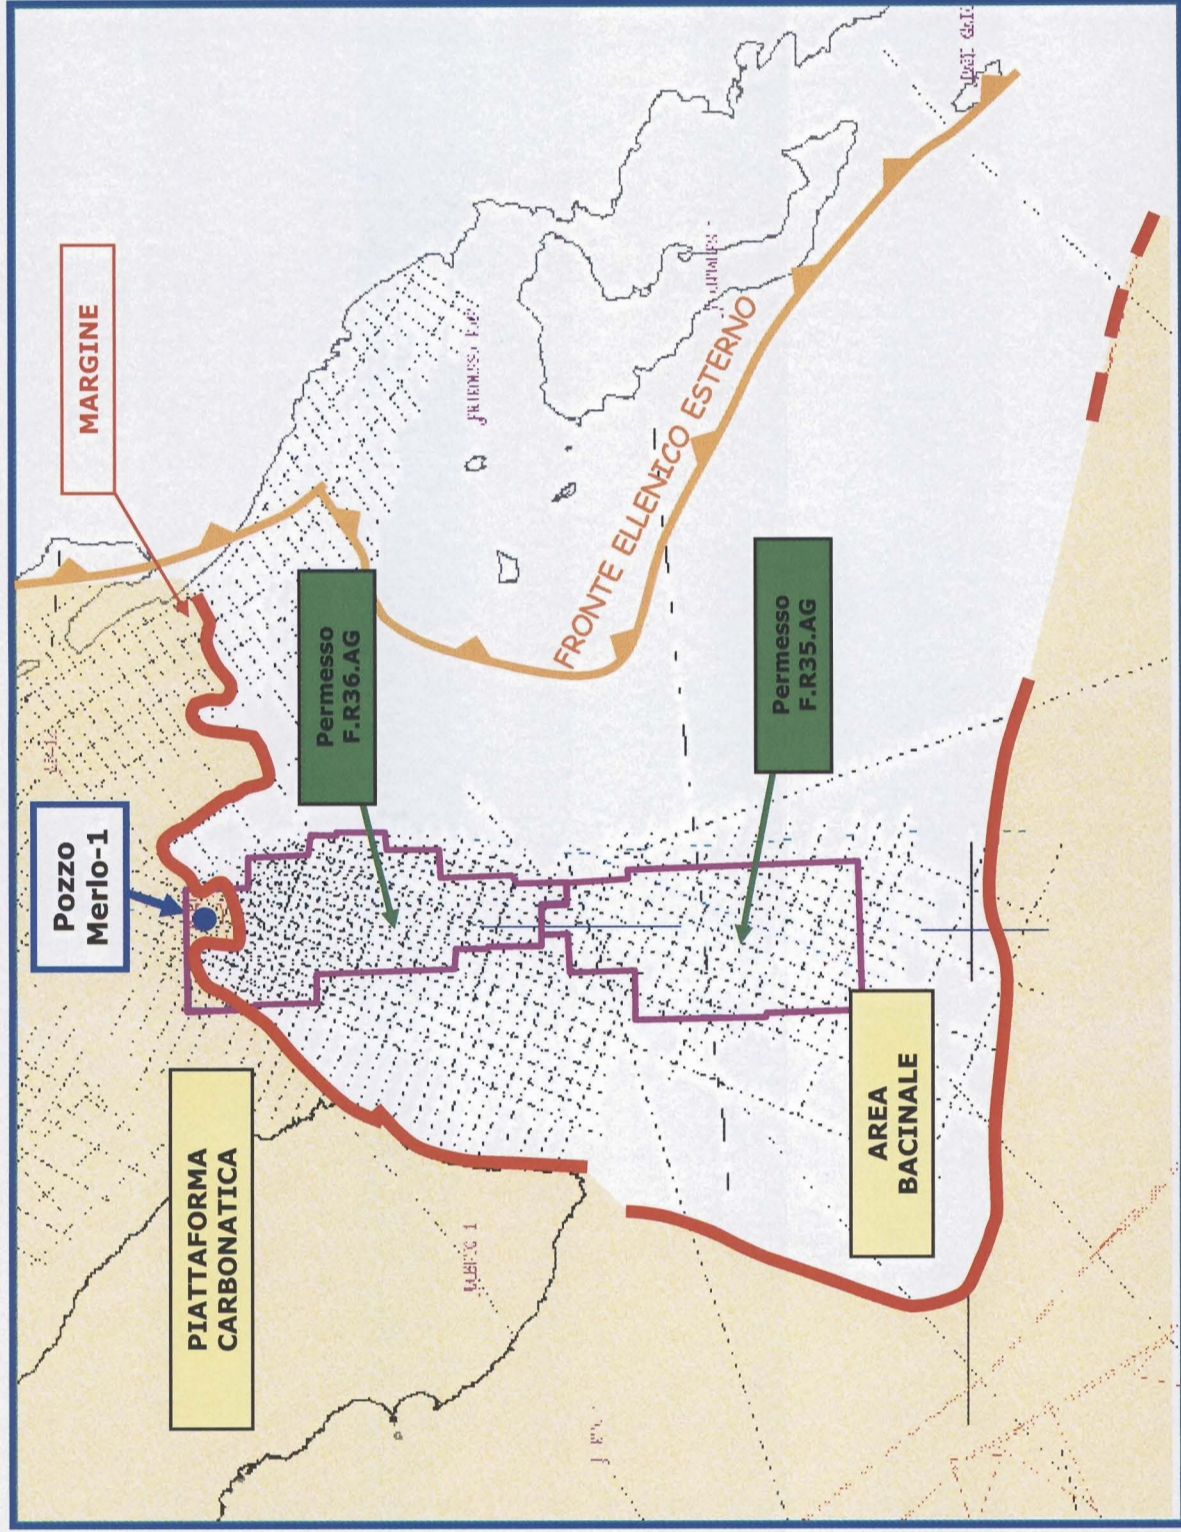 MARGINE
Pozzo
Merlo-1
Permesso
F.R36.AG
FRONTE ELLENICO ESTERNO
Permesso
F.R35.AG
PIATTAFORMA
CARBONATICA
AREA
BACINALE